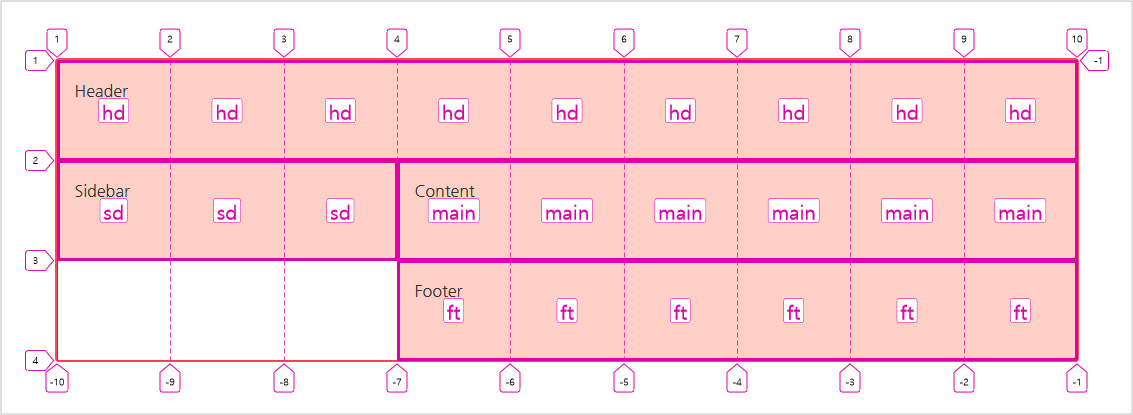 1 2 3 4 5 6 7 8 9 10
1 -1
Header
hd hd hd hd hd hd hd hd hd
2
Sidebar Content
sd sd sd main main main main main main
3
Footer
ft ft ft ft ft ft
4
-10 -9 -8 -7 -6 -5 -4 -3 -2 -1